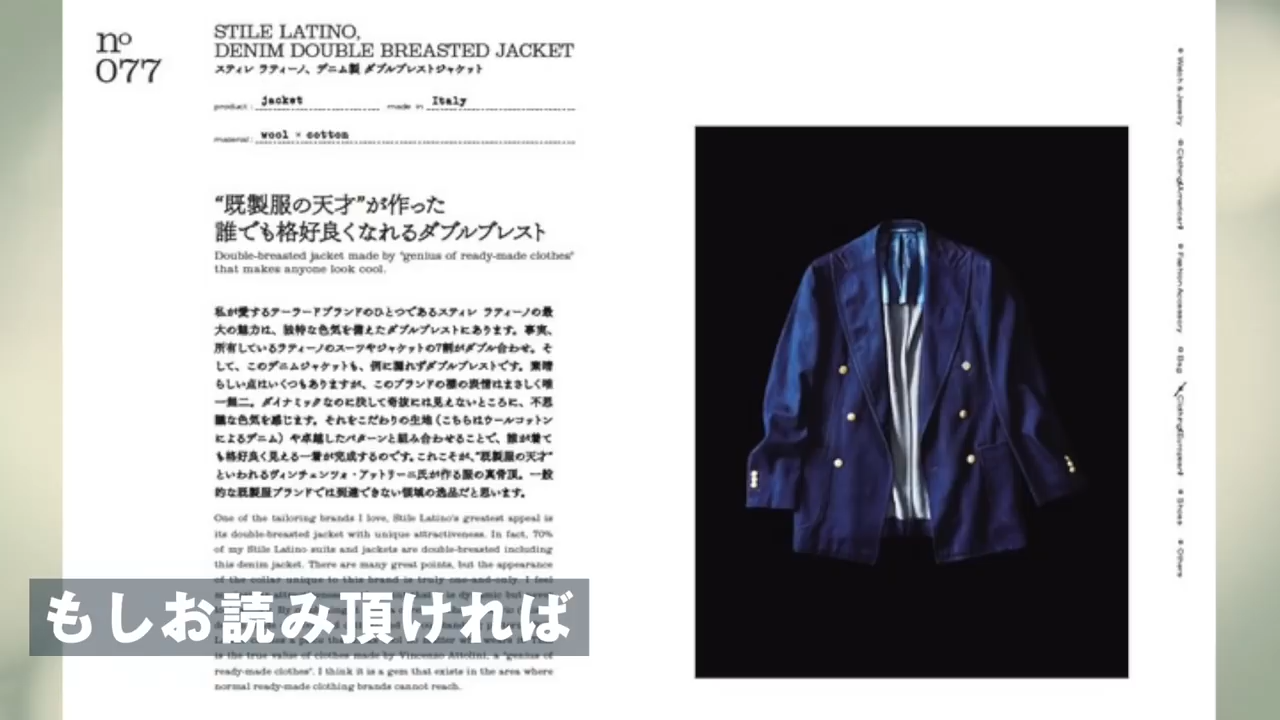 nº
077
STILE LATINO,
DENIM DOUBLE BREASTED JACKET
スティレ ラティーノ、デニム製 ダブルブレストジャケット
product : jacket made in Italy
material : wool × cotton
“既製服の天才”が作った
誰でも格好良くなれるダブルブレスト
Double-breasted jacket made by "genius of ready-made clothes"
that makes anyone look cool.
私が愛するテーラードブランドのひとつであるスティレ ラティーノの最
大の魅力は、独特な色気を備えたダブルブレストにあります。事実、
所有しているラティーノのスーツやジャケットの7割がダブル合わせ。そ
して、このデニムジャケットも、例に漏れずダブルブレストです。素晴
らしい点はいくつもありますが、このブランドの襟の表情はまさしく唯
一無二。ダイナミックなのに決して奇抜には見えないところに、不思
議な色気を感じます。それをこだわりの生地（こちらはウールコットン
によるデニム）や卓越したパターンと組み合わせることで、誰が着て
も格好良く見える一着が完成するのです。これこそが、“既製服の天才”
といわれるヴィンチェンツォ・アットリーニ氏が作る服の真骨頂。一般
的な既製服ブランドでは到達できない領域の逸品だと思います。
One of the tailoring brands I love, Stile Latino's greatest appeal is
its double-breasted jacket with unique attractiveness. In fact, 70%
of my Stile Latino suits and jackets are double-breasted including
this denim jacket. There are many great points, but the appearance
of the collar unique to this brand is truly one-and-only. I feel
is the true value of clothes made by Vincenzo Attolini, a "genius of
ready-made clothes". I think it is a gem that exists in the area where
normal ready-made clothing brands cannot reach.
もしお読み頂ければ
Watch & Jewelry
Clothing/American
Fashion Accessory
Bag
Clothing/European
Shoes
Others